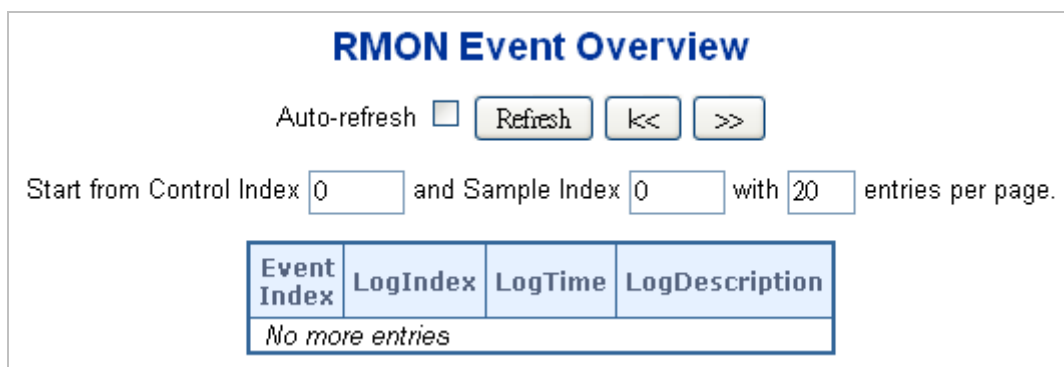 RMON Event Overview
Auto-refresh Refresh |<< >>
Start from Control Index 0 and Sample Index 0 with 20 entries per page.
Event Index LogIndex LogTime LogDescription
No more entries